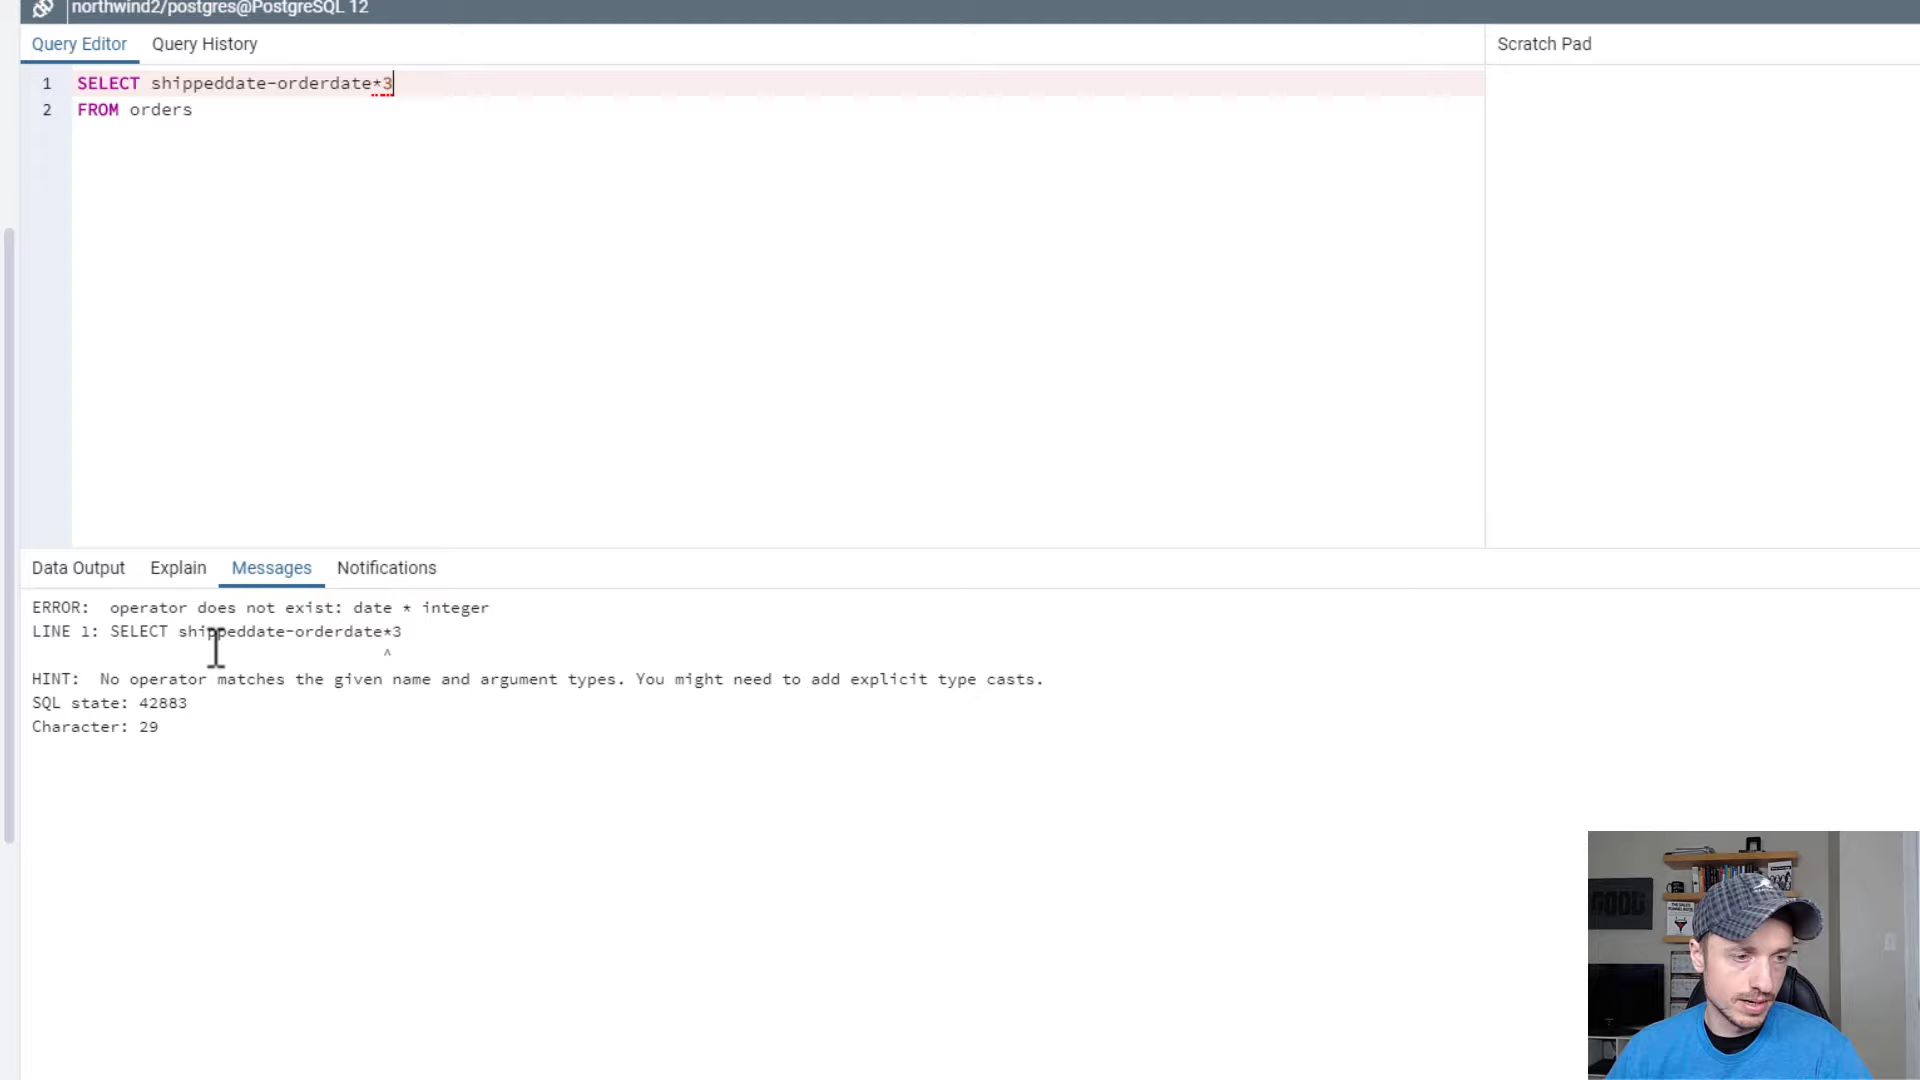 northwind2/postgres@PostgreSQL 12
Query Editor Query History
Scratch Pad
1 SELECT shippeddate-orderdate*3
2 FROM orders
Data Output Explain Messages Notifications
ERROR:  operator does not exist: date * integer
LINE 1: SELECT shippeddate-orderdate*3
^
HINT:  No operator matches the given name and argument types. You might need to add explicit type casts.
SQL state: 42883
Character: 29
GOOD